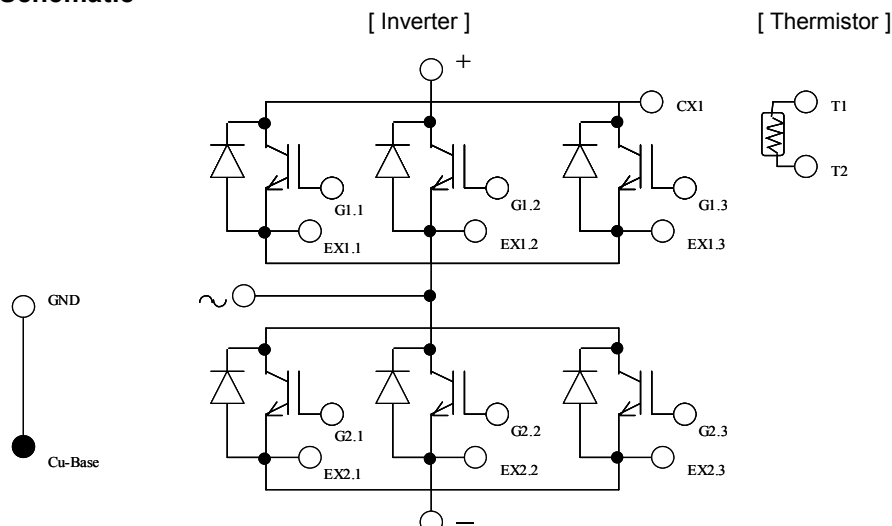 Schematic
[ Inverter ]
[ Thermistor ]
+
CX1
T1
T2
G1.1
G1.2
G1.3
EX1.1
EX1.2
EX1.3
GND
~
G2.1
G2.2
G2.3
Cu-Base
EX2.1
EX2.2
EX2.3
−